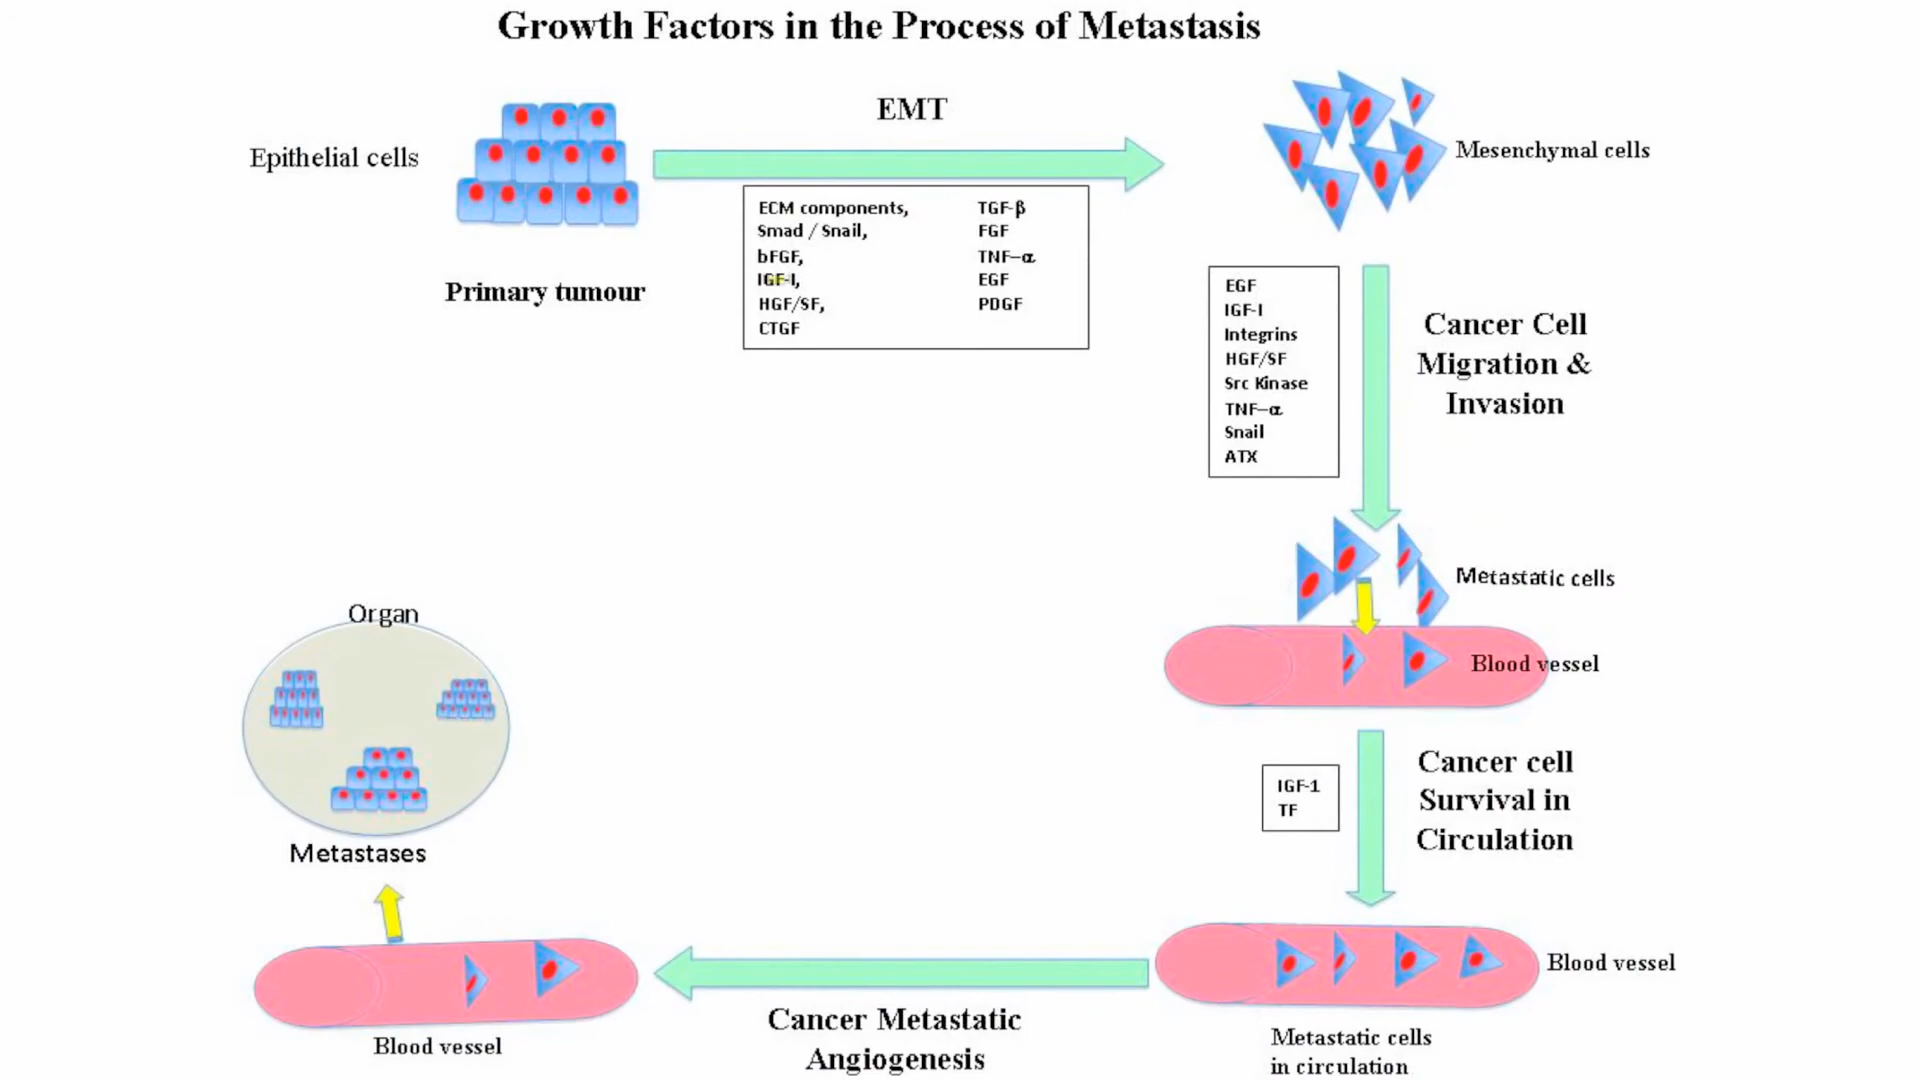 Growth Factors in the Process of Metastasis
EMT
Epithelial cells
Mesenchymal cells
Primary tumour
ECM components,
Smad / Snail,
bFGF,
IGF-I,
HGF/SF,
CTGF
TGF-β
FGF
TNF–α
EGF
PDGF
EGF
IGF-I
Integrins
HGF/SF
Src Kinase
TNF–α
Snail
ATX
Cancer Cell
Migration &
Invasion
Metastatic cells
Blood vessel
IGF-1
TF
Cancer cell
Survival in
Circulation
Blood vessel
Metastatic cells
in circulation
Cancer Metastatic
Angiogenesis
Blood vessel
Metastases
Organ